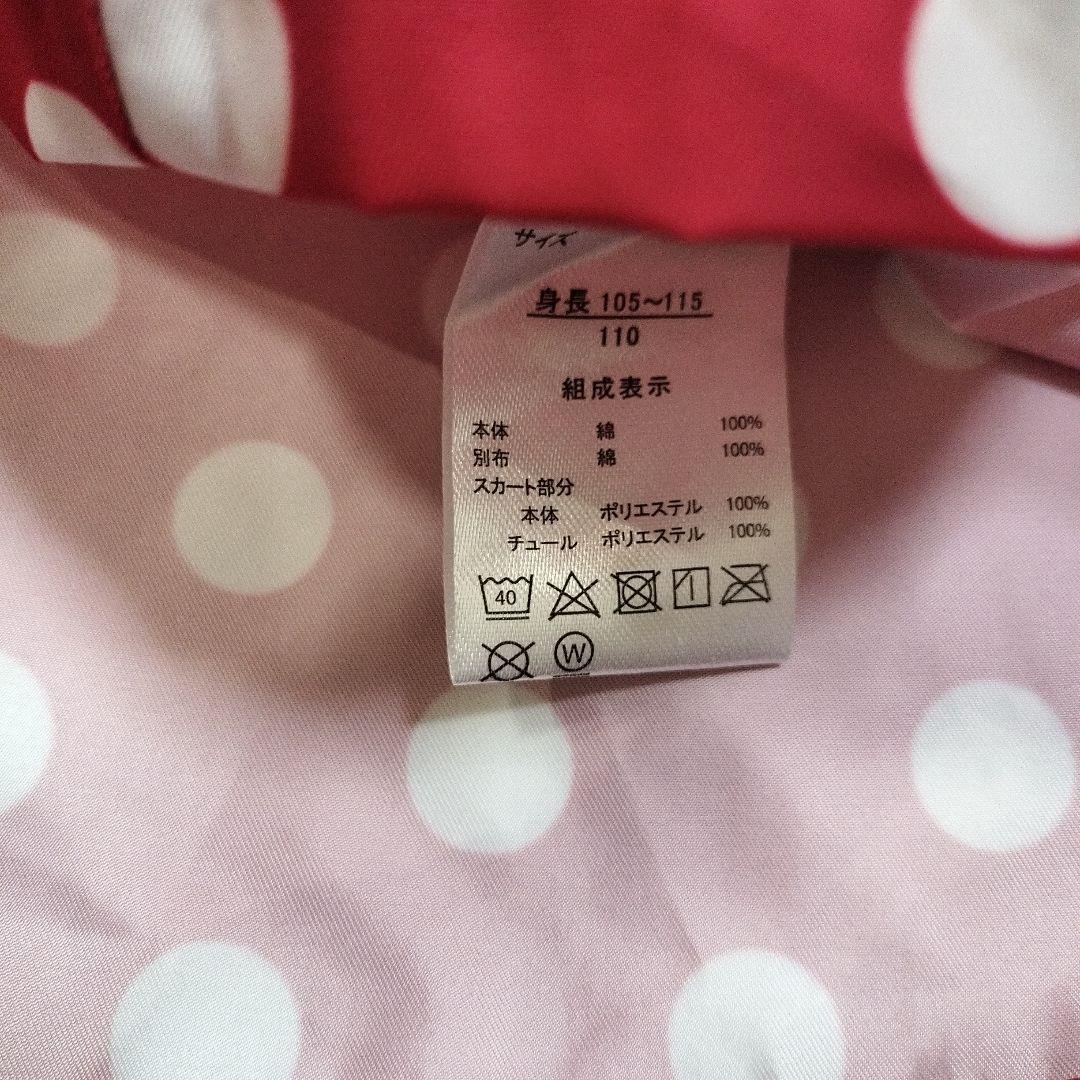 サイズ
身長 105～115
110
組成表示
本体 綿 100%
別布 綿 100%
スカート部分
本体 ポリエステル 100%
チュール ポリエステル 100%
40
W